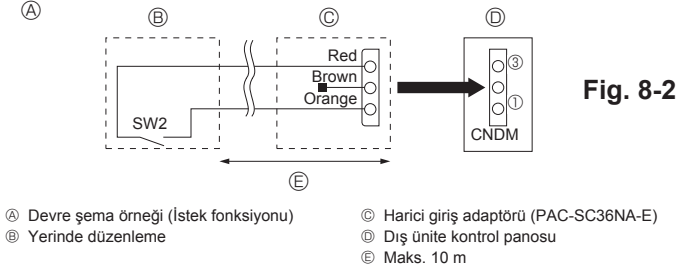 Ⓐ
Ⓑ Ⓒ Ⓓ
Red ③
Brown
Orange ①
SW2 CNDM
Fig. 8-2
Ⓔ
Ⓐ Devre şema örneği (İstek fonksiyonu)
Ⓑ Yerinde düzenleme
Ⓒ Harici giriş adaptörü (PAC-SC36NA-E)
Ⓓ Dış ünite kontrol panosu
Ⓔ Maks. 10 m